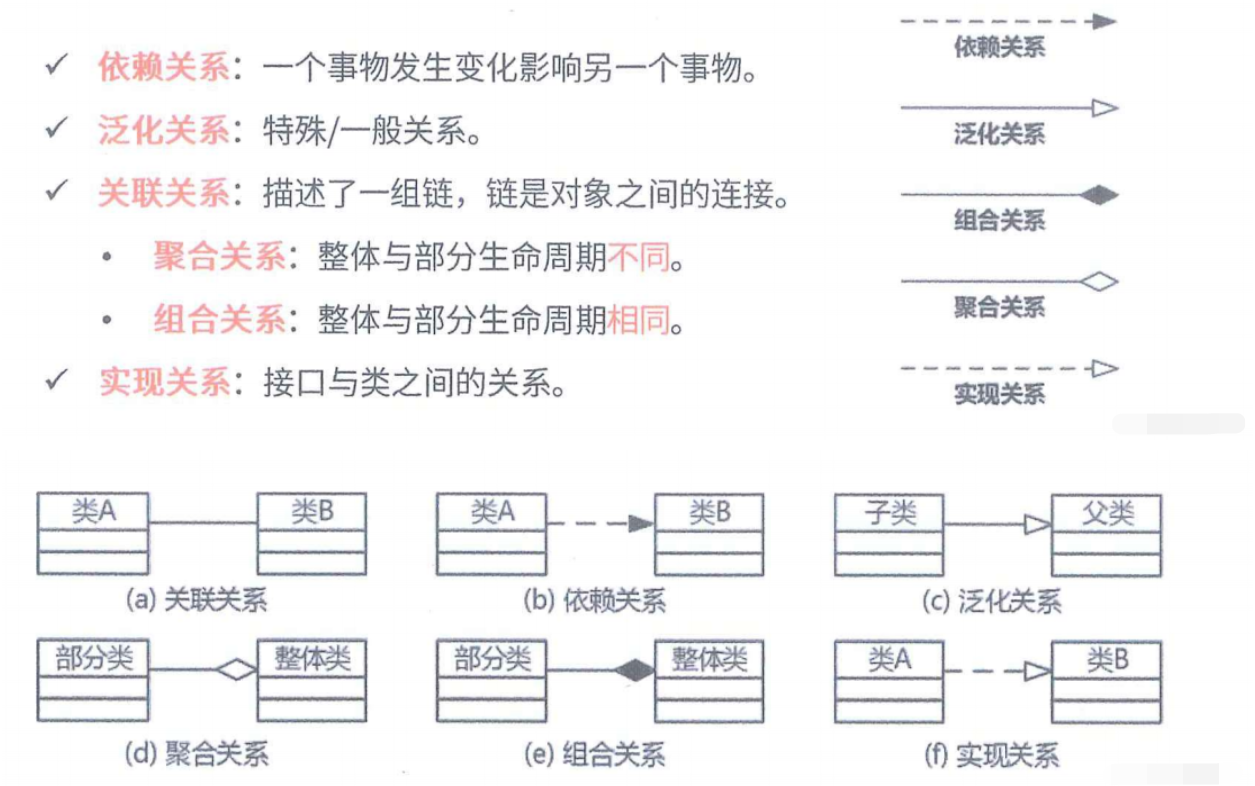 ✓ 依赖关系：一个事物发生变化影响另一个事物。
✓ 泛化关系：特殊/一般关系。
✓ 关联关系：描述了一组链，链是对象之间的连接。
• 聚合关系：整体与部分生命周期不同。
• 组合关系：整体与部分生命周期相同。
✓ 实现关系：接口与类之间的关系。
依赖关系
泛化关系
组合关系
聚合关系
实现关系
类A 类B
(a) 关联关系
类A 类B
(b) 依赖关系
子类 父类
(c) 泛化关系
部分类 整体类
(d) 聚合关系
部分类 整体类
(e) 组合关系
类A 类B
(f) 实现关系